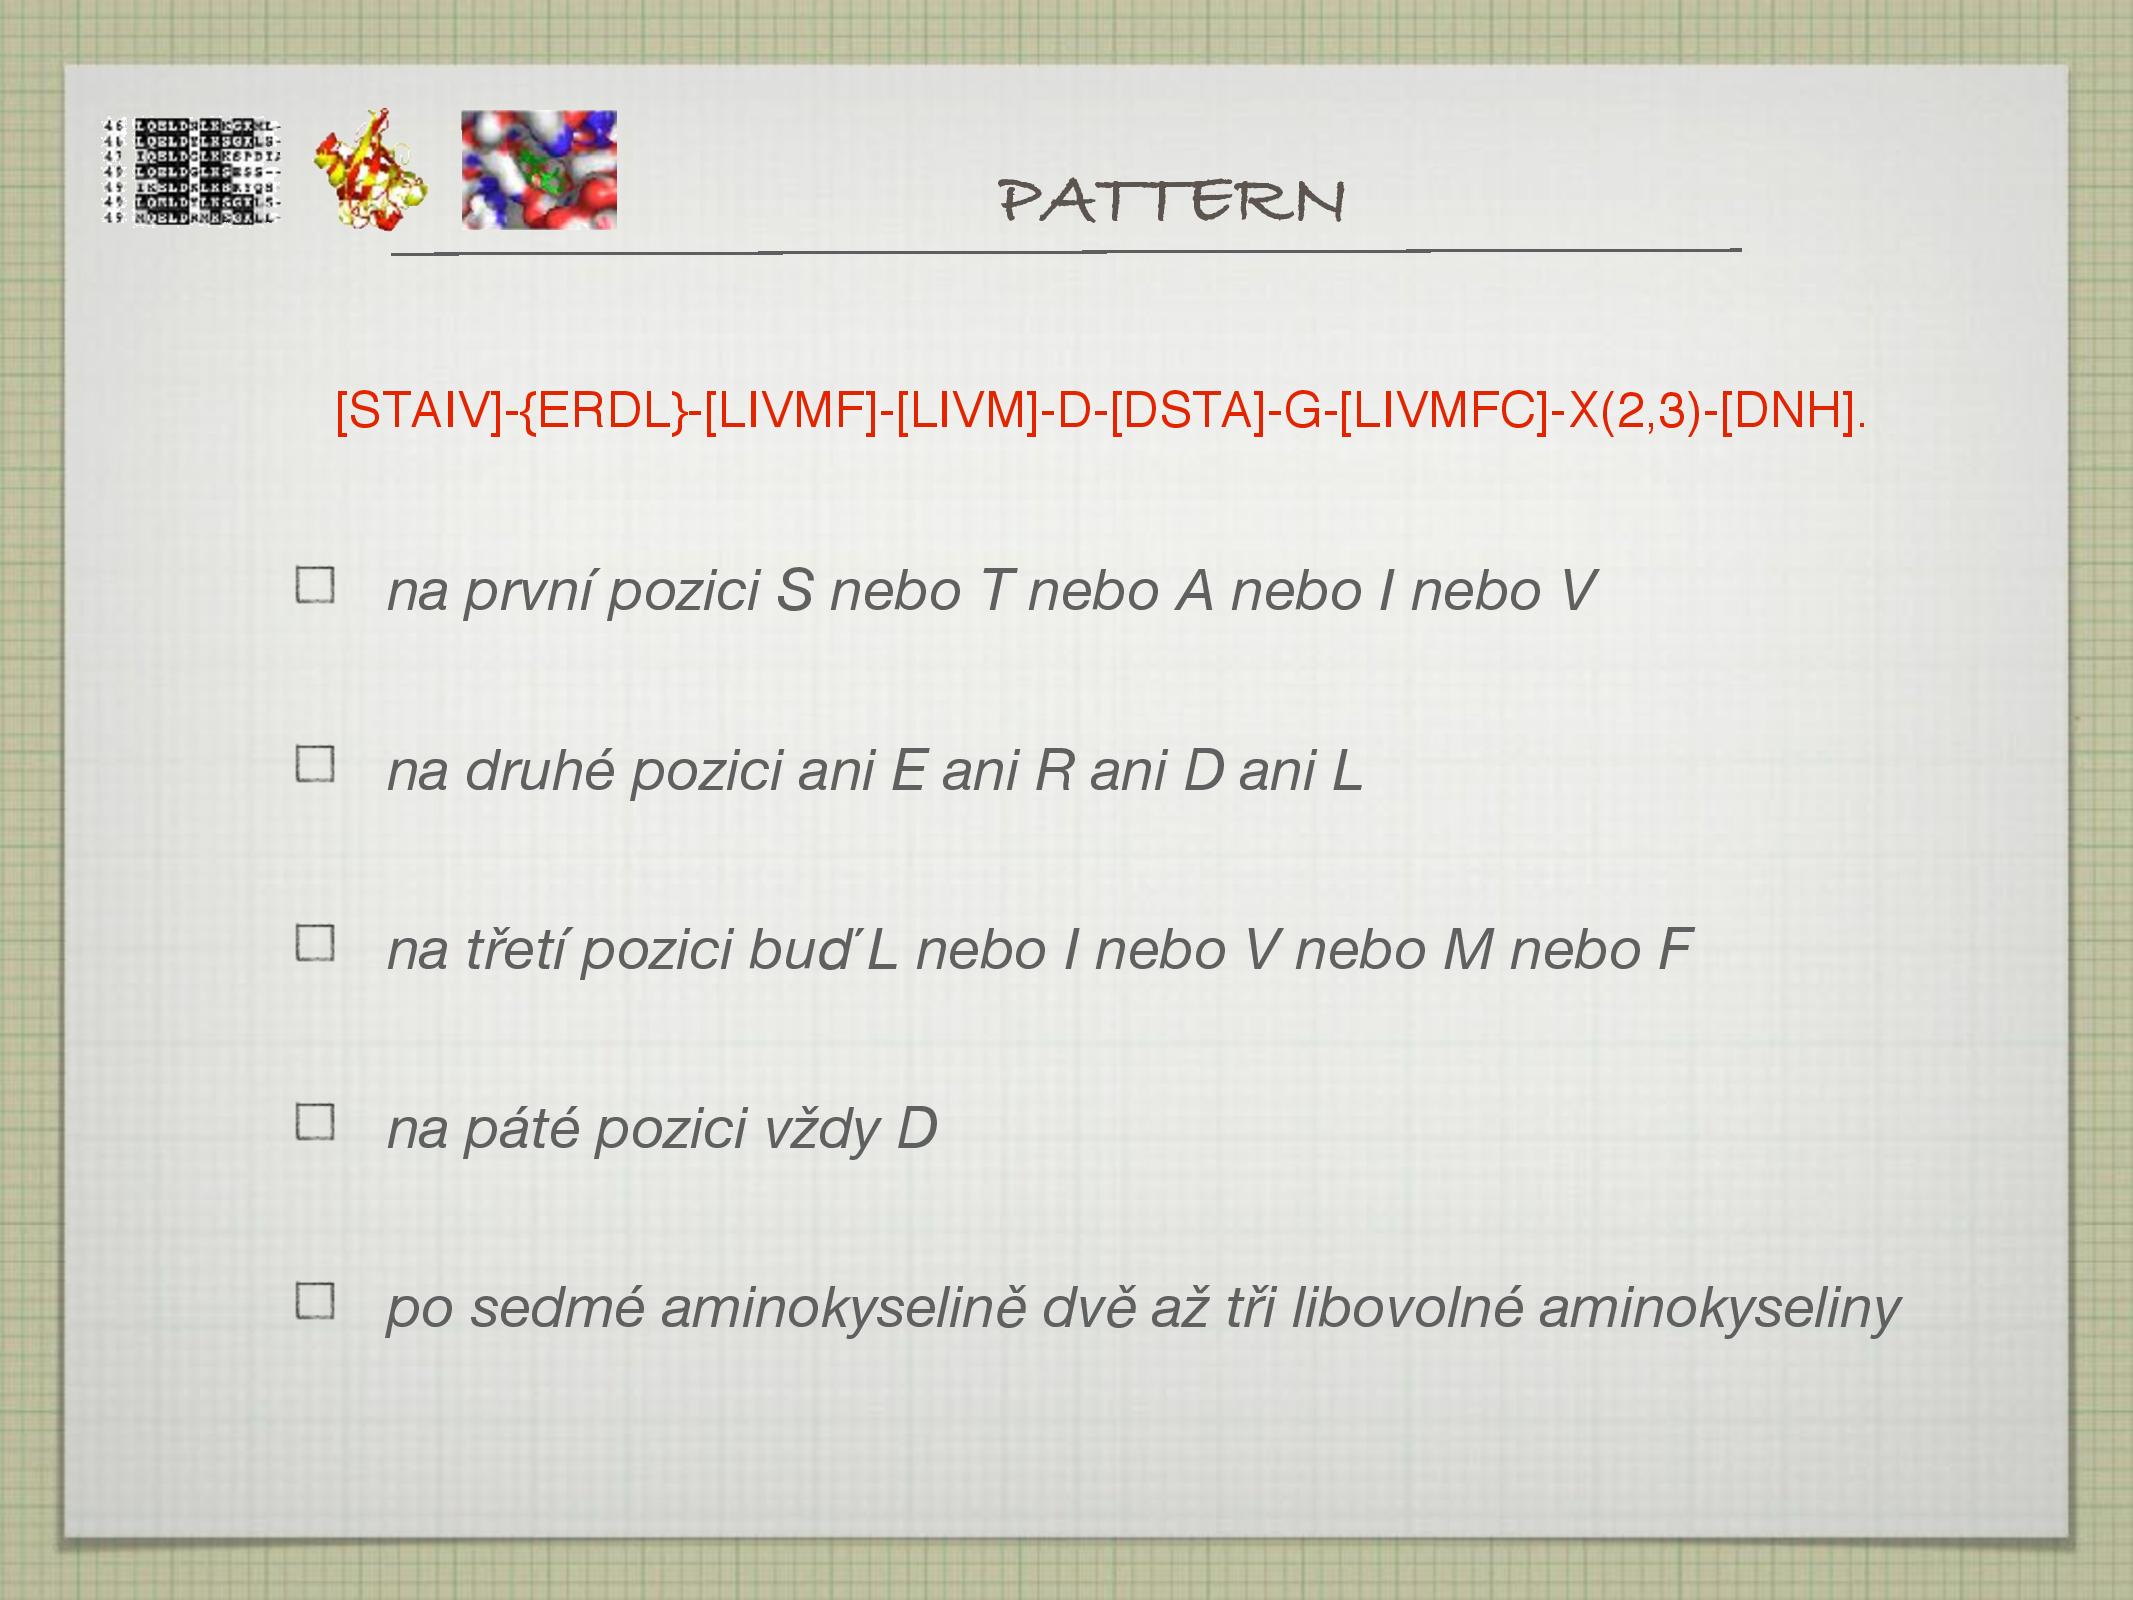 PATTERN
[STAIV]-{ERDL}-[LIVMF]-[LIVM]-D-[DSTA]-G-[LIVMFC]-X(2,3)-[DNH].
na první pozici S nebo T nebo A nebo I nebo V
na druhé pozici ani E ani R ani D ani L
na třetí pozici buď L nebo I nebo V nebo M nebo F
na páté pozici vždy D
po sedmé aminokyselině dvě až tři libovolné aminokyseliny